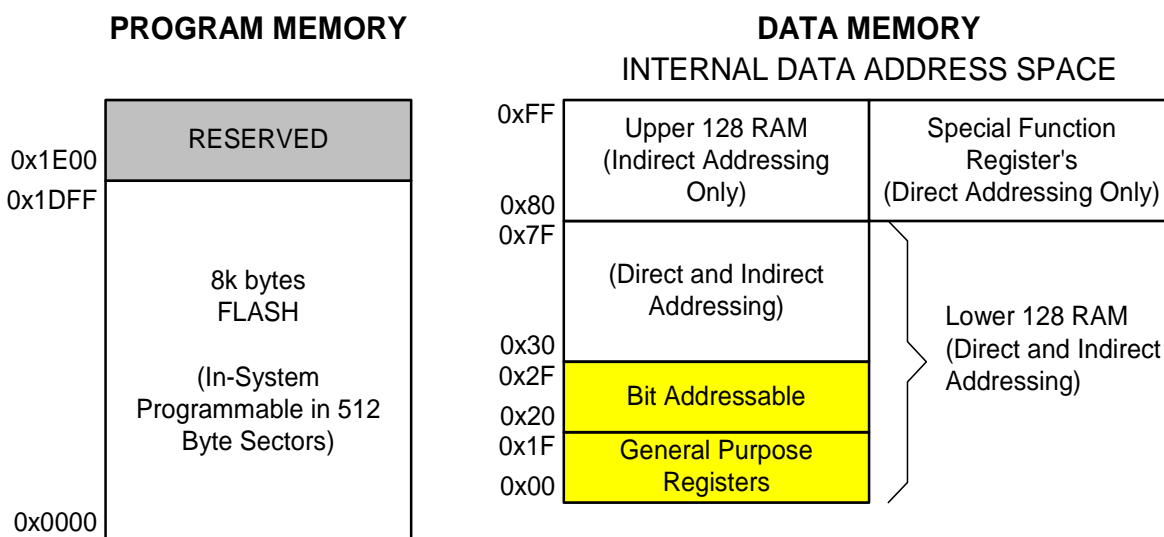 PROGRAM MEMORY
RESERVED
0x1E00
0x1DFF
8k bytes
FLASH
(In-System
Programmable in 512
Byte Sectors)
0x0000
DATA MEMORY
INTERNAL DATA ADDRESS SPACE
0xFF
Upper 128 RAM
(Indirect Addressing
Only)
0x80
Special Function
Register's
(Direct Addressing Only)
0x7F
(Direct and Indirect
Addressing)
0x30
0x2F
Bit Addressable
0x20
0x1F
General Purpose
Registers
0x00
Lower 128 RAM
(Direct and Indirect
Addressing)